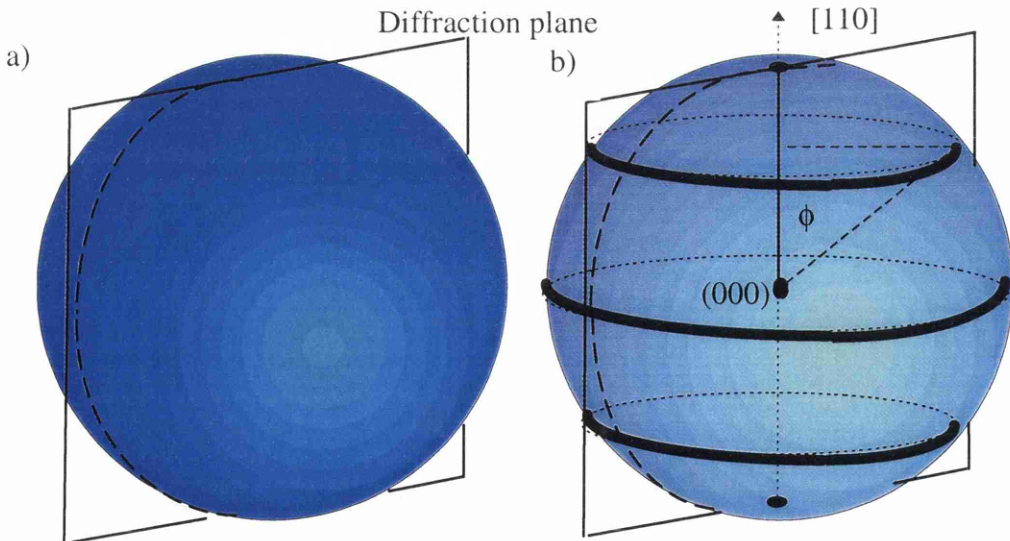 Diffraction plane
[110]
a)
b)
ϕ
(000)